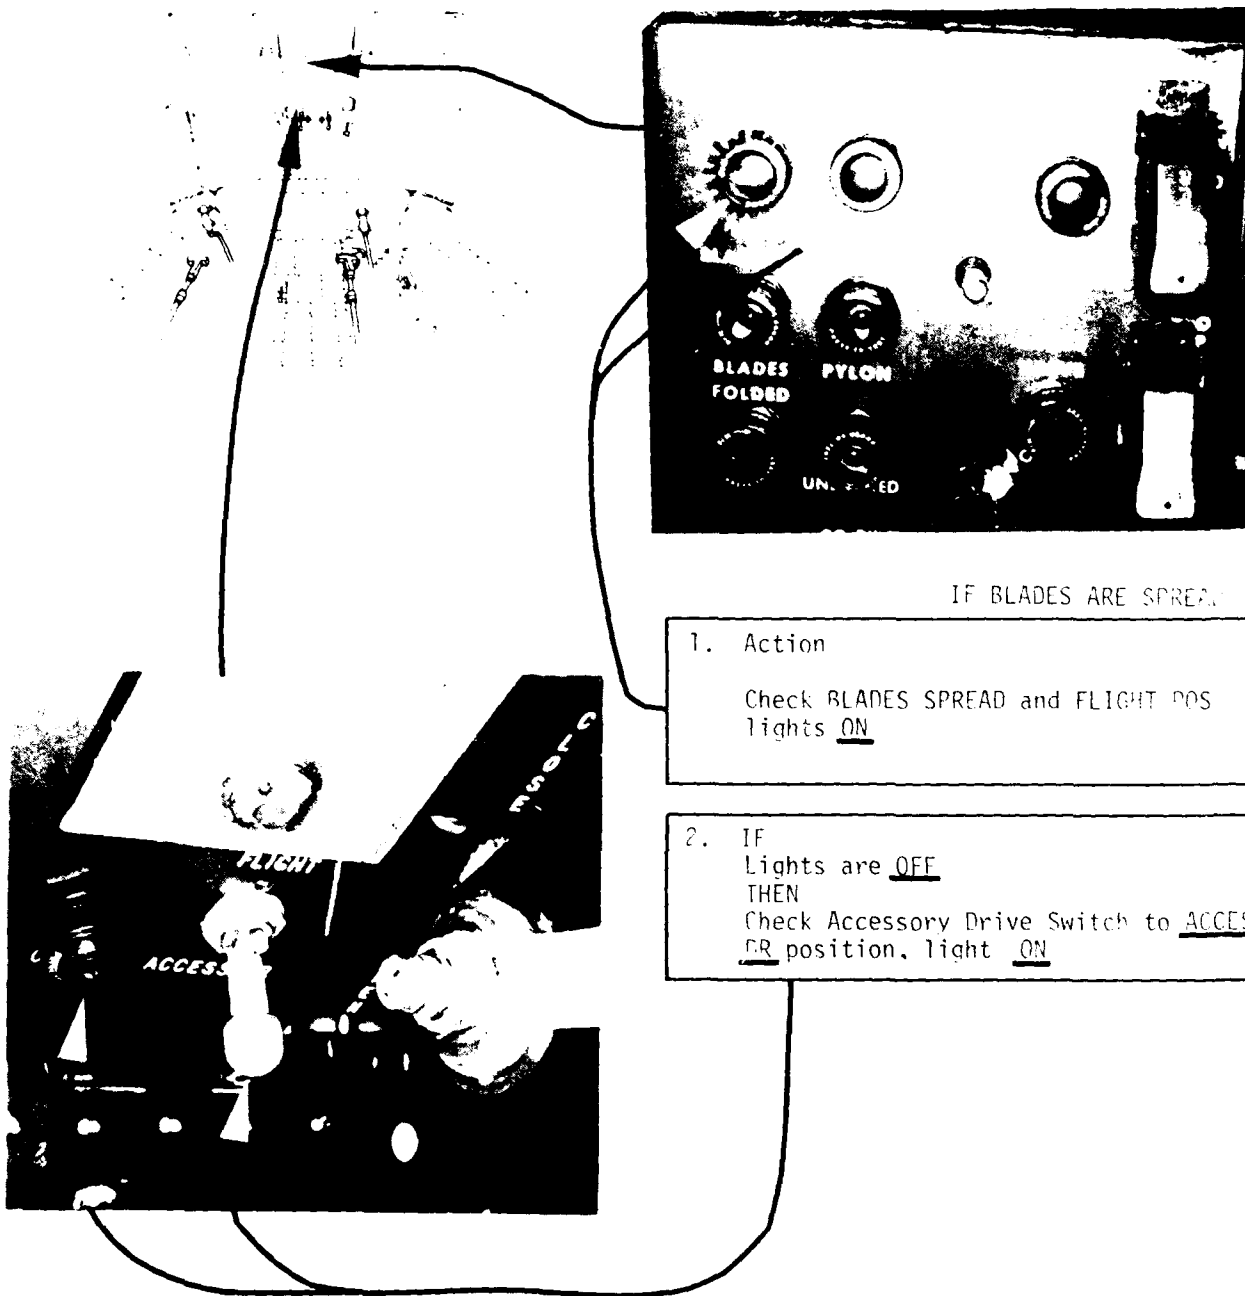 BLADES
FOLDED
PYLON
IF BLADES ARE
1. Action
Check BLADES SPREAD and FLIGHT POS
lights ON
CLOSE
FLIGHT
2. IF
Lights are OFF
THEN
Check Accessory Drive Switch to
DR position, light ON